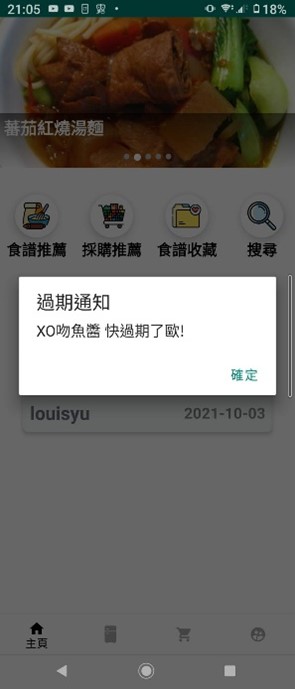 21:05
18%
蕃茄紅燒湯麵
食譜推薦 採購推薦 食譜收藏 搜尋
過期通知
XO吻魚醬 快過期了歐!
確定
louisyu 2021-10-03
主頁